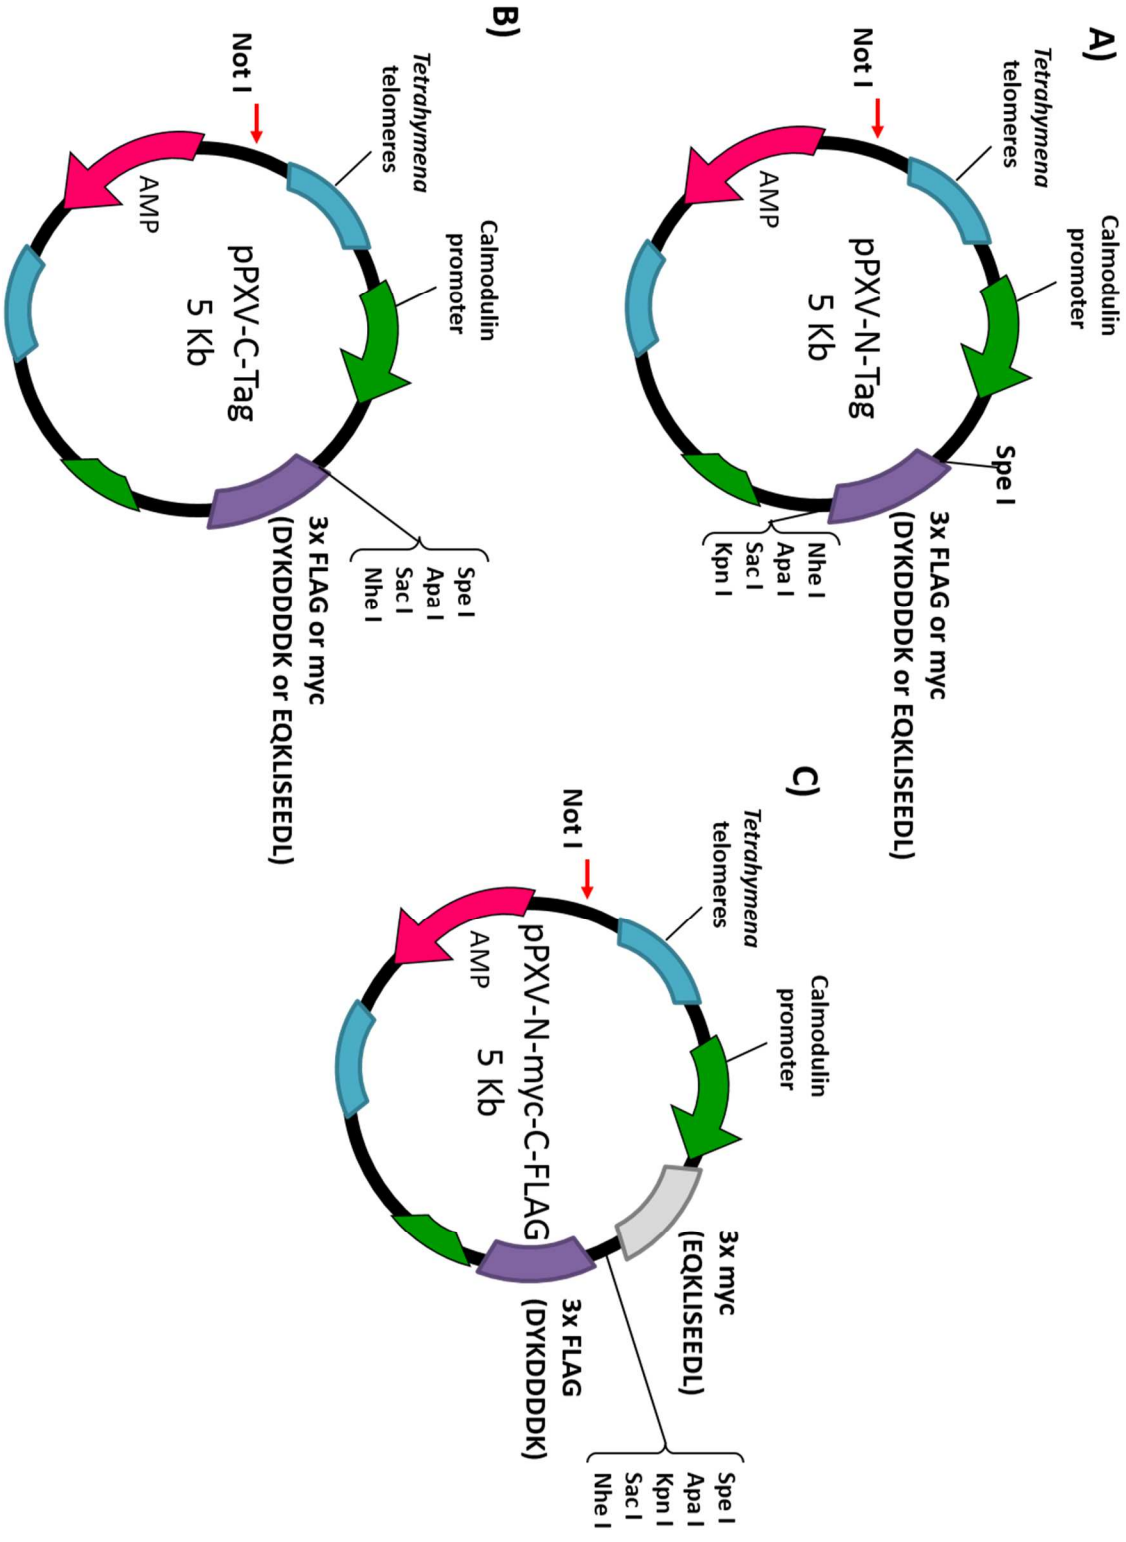 A)
Tetrahymena
telomeres
Calmodulin
promoter
Not I
Spe I
AMP
pPXV-N-Tag
5 Kb
3x FLAG or myc
(DYKDDDDK or EQKLISEEDL)
Nhe I
Apa I
Sac I
Kpn I
B)
Tetrahymena
telomeres
Calmodulin
promoter
Not I
AMP
pPXV-C-Tag
5 Kb
Spe I
Apa I
Sac I
Nhe I
3x FLAG or myc
(DYKDDDDK or EQKLISEEDL)
C)
Tetrahymena
telomeres
Calmodulin
promoter
Not I
AMP
pPXV-N-myc-C-FLAG
5 Kb
3x myc
(EQKLISEEDL)
Spe I
Apa I
Kpn I
Sac I
Nhe I
3x FLAG
(DYKDDDDK)